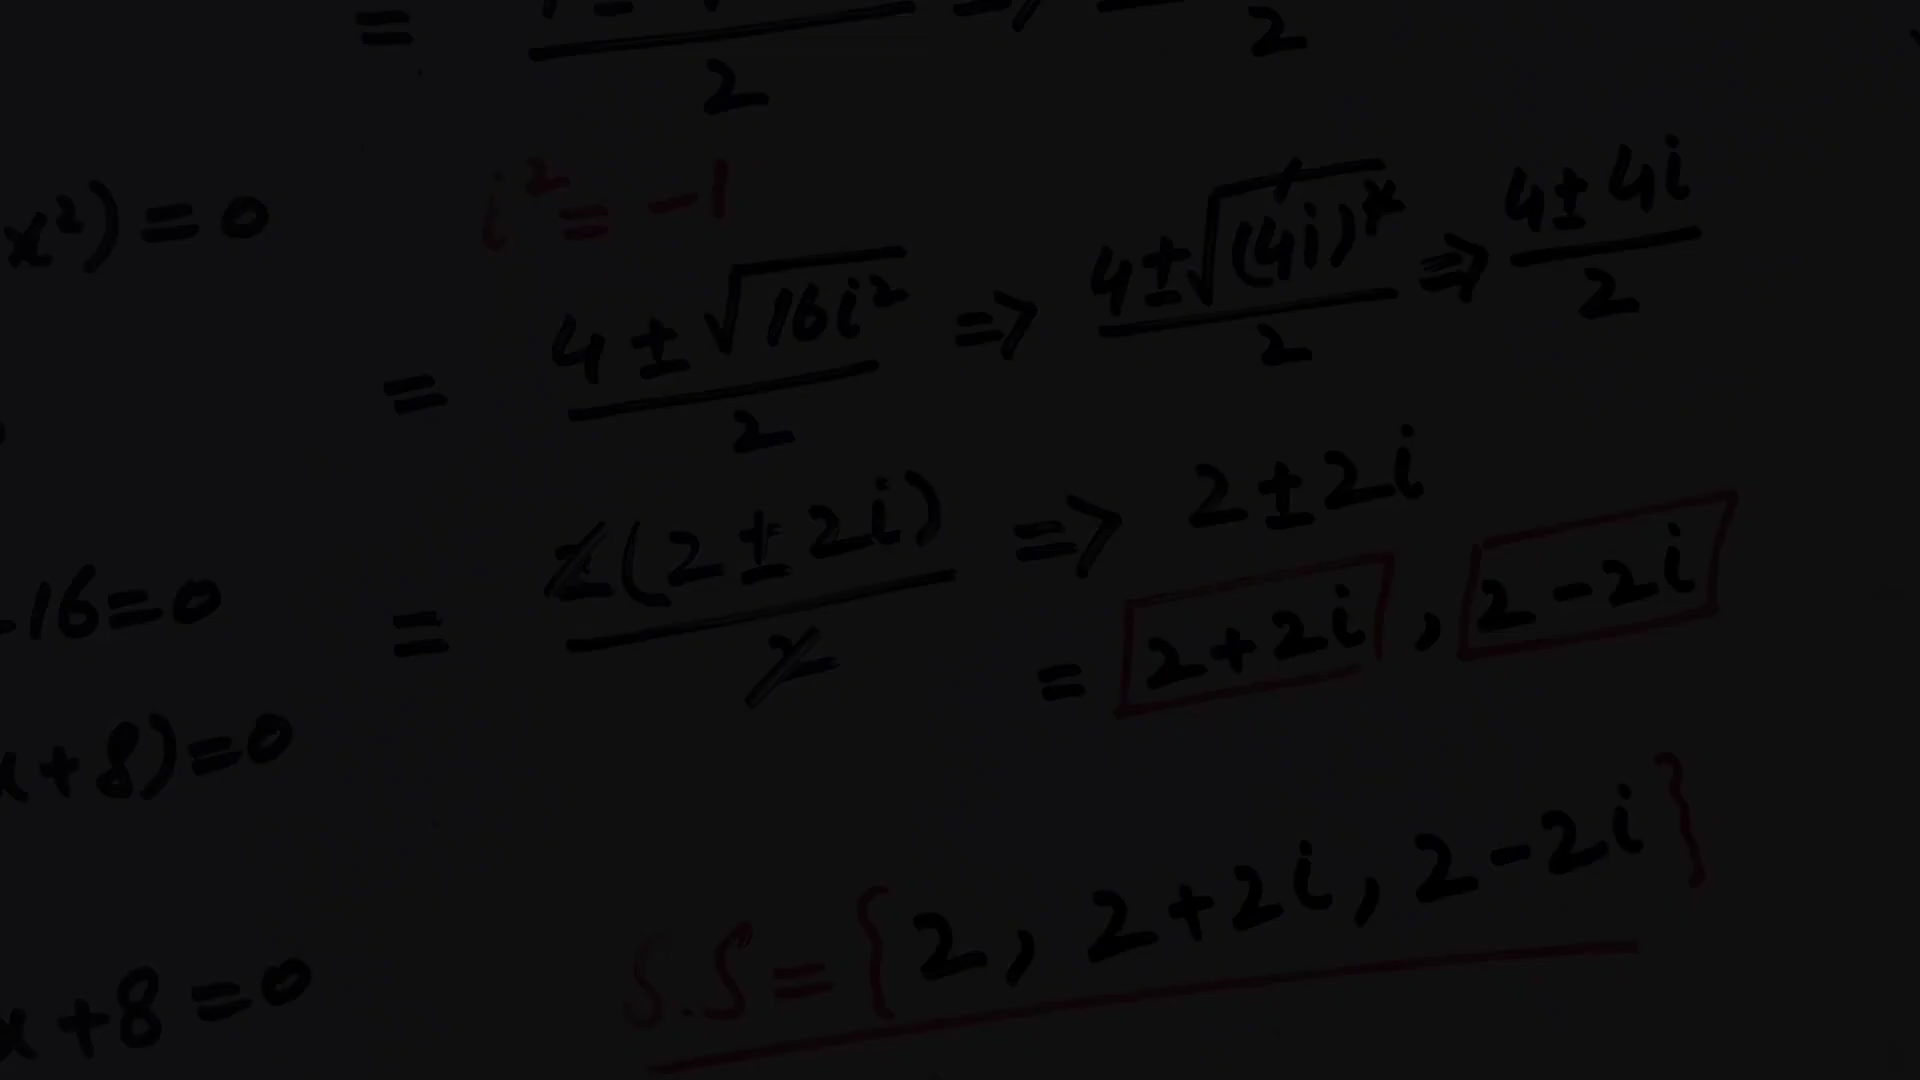 = 2 2
x²) = 0
i² = -1
= 4 ± √16i² / 2 => 4 ± √(4i)² / 2 => 4 ± 4i / 2
-16 = 0
= 2(2 ± 2i) / 2 => 2 ± 2i
= 2 + 2i , 2 - 2i
x + 8) = 0
x + 8 = 0
S.S = {2, 2 + 2i, 2 - 2i}